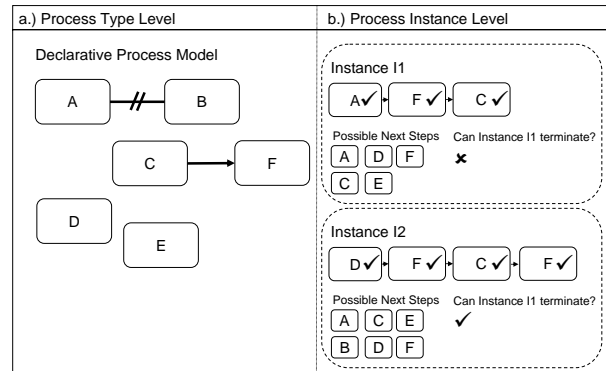 a.) Process Type Level
b.) Process Instance Level
Declarative Process Model
A
B
C
F
D
E
Instance I1
A F C
Possible Next Steps Can Instance I1 terminate?
A D F
C E
Instance I2
D F C F
Possible Next Steps Can Instance I1 terminate?
A C E
B D F